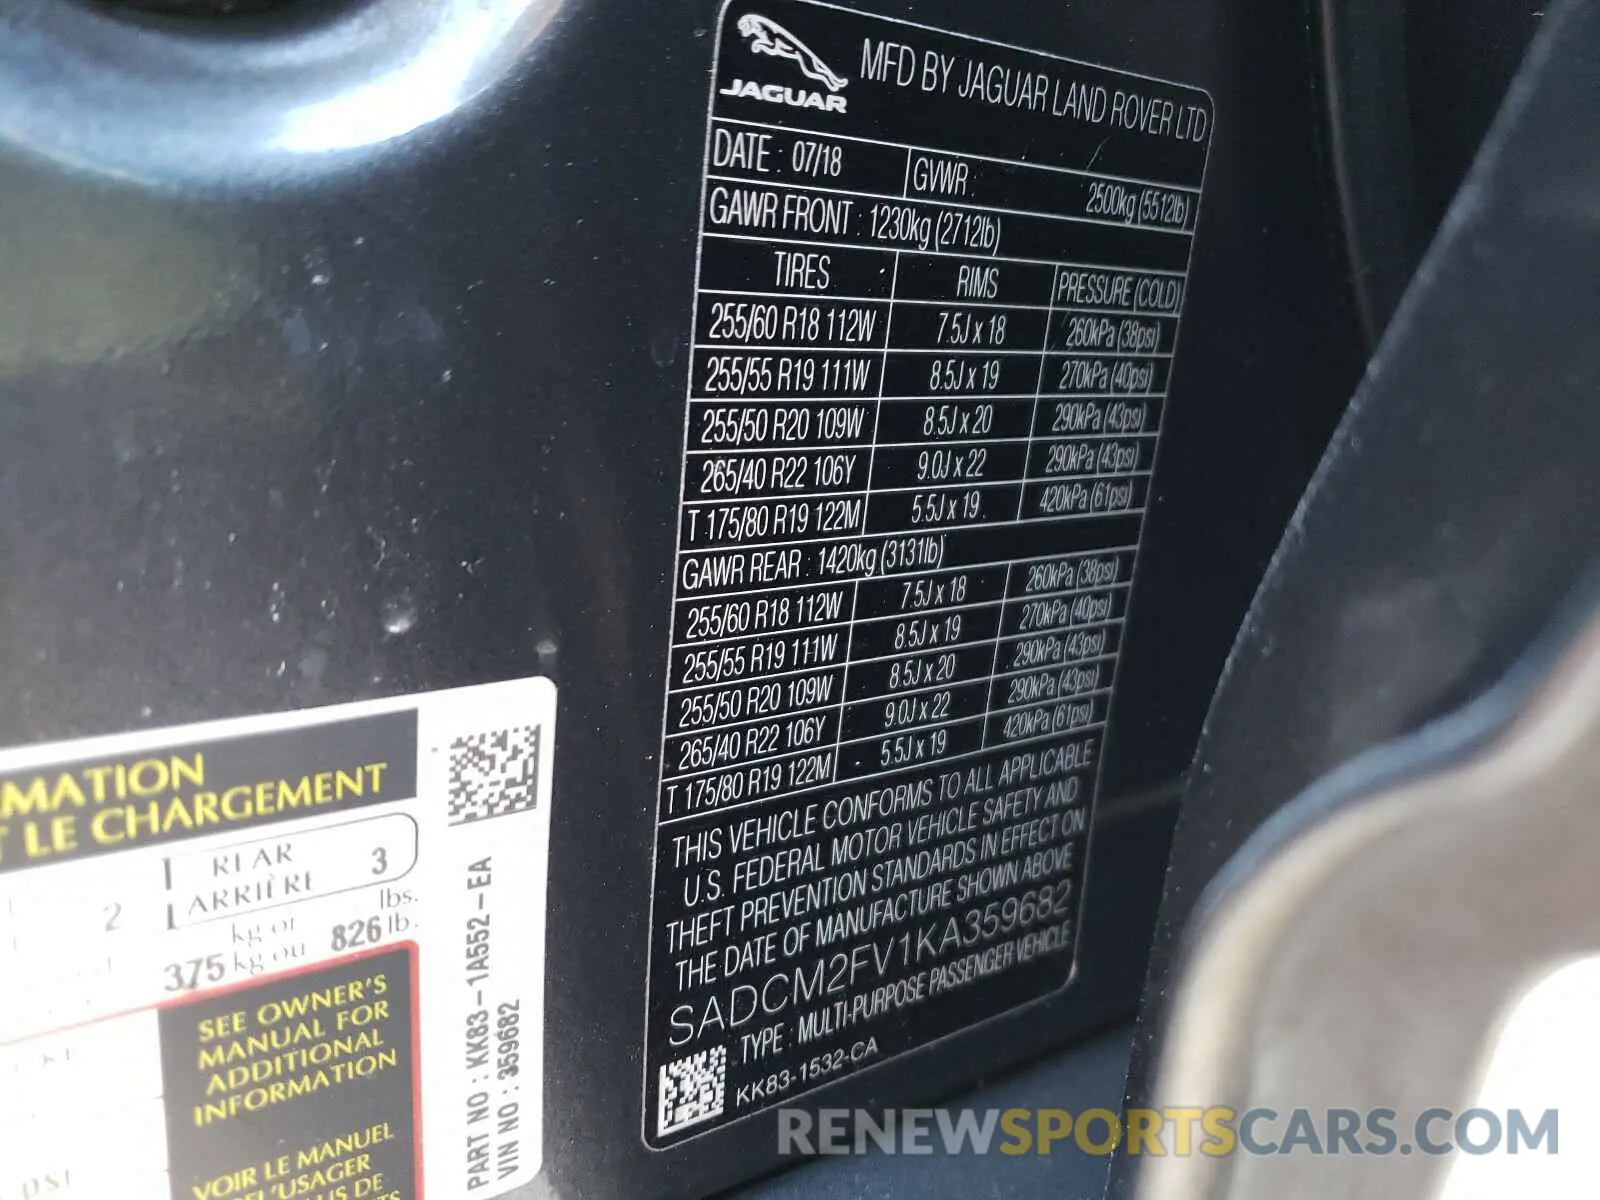 JAGUAR
MFD BY JAGUAR LAND ROVER LTD
DATE : 07/18 GVWR : 2500kg (5512lb)
GAWR FRONT : 1230kg (2712lb)
TIRES RIMS PRESSURE (COLD)
255/60 R18 112W 7.5J x 18 260kPa (38psi)
255/55 R19 111W 8.5J x 19 270kPa (40psi)
255/50 R20 109W 8.5J x 20 290kPa (43psi)
265/40 R22 106Y 9.0J x 22 290kPa (43psi)
T 175/80 R19 122M 5.5J x 19 420kPa (61psi)
GAWR REAR : 1420kg (3131lb)
255/60 R18 112W 7.5J x 18 260kPa (38psi)
255/55 R19 111W 8.5J x 19 270kPa (40psi)
255/50 R20 109W 8.5J x 20 290kPa (43psi)
265/40 R22 106Y 9.0J x 22 290kPa (43psi)
T 175/80 R19 122M 5.5J x 19 420kPa (61psi)
THIS VEHICLE CONFORMS TO ALL APPLICABLE
U.S. FEDERAL MOTOR VEHICLE SAFETY AND
THEFT PREVENTION STANDARDS IN EFFECT ON
THE DATE OF MANUFACTURE SHOWN ABOVE
SADCM2FV1KA359682
TYPE : MULTI-PURPOSE PASSENGER VEHICLE
KK83-1532-CA
MATION
T LE CHARGEMENT
2 REAR 3
ARRIÈRE
kg or lbs.
375 kg ou 826 lb.
SEE OWNER'S
MANUAL FOR
ADDITIONAL
INFORMATION
VOIR LE MANUEL
DEL'USAGER
US DE
PART NO : KK83-1A552-EA
VIN NO : 359682
RENEWSPORTSCARS.COM